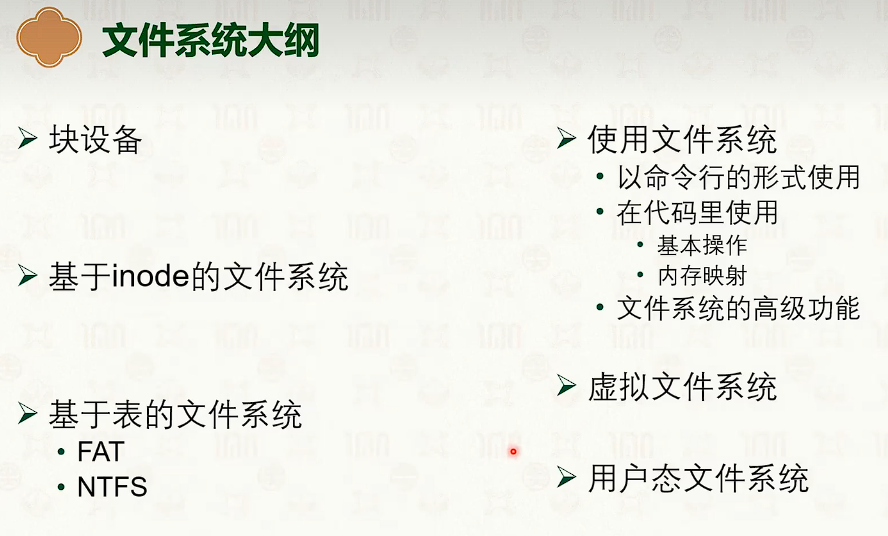 文件系统大纲
块设备
基于inode的文件系统
基于表的文件系统
FAT
NTFS
使用文件系统
以命令行的形式使用
在代码里使用
基本操作
内存映射
文件系统的高级功能
虚拟文件系统
用户态文件系统